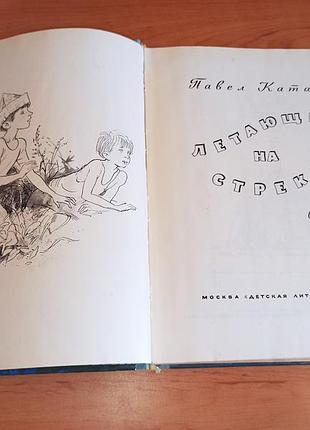 Павел Ката
ЛЕТАЮЩ
НА
СТРЕК
МОСКВА «ДЕТСКАЯ ЛИТ